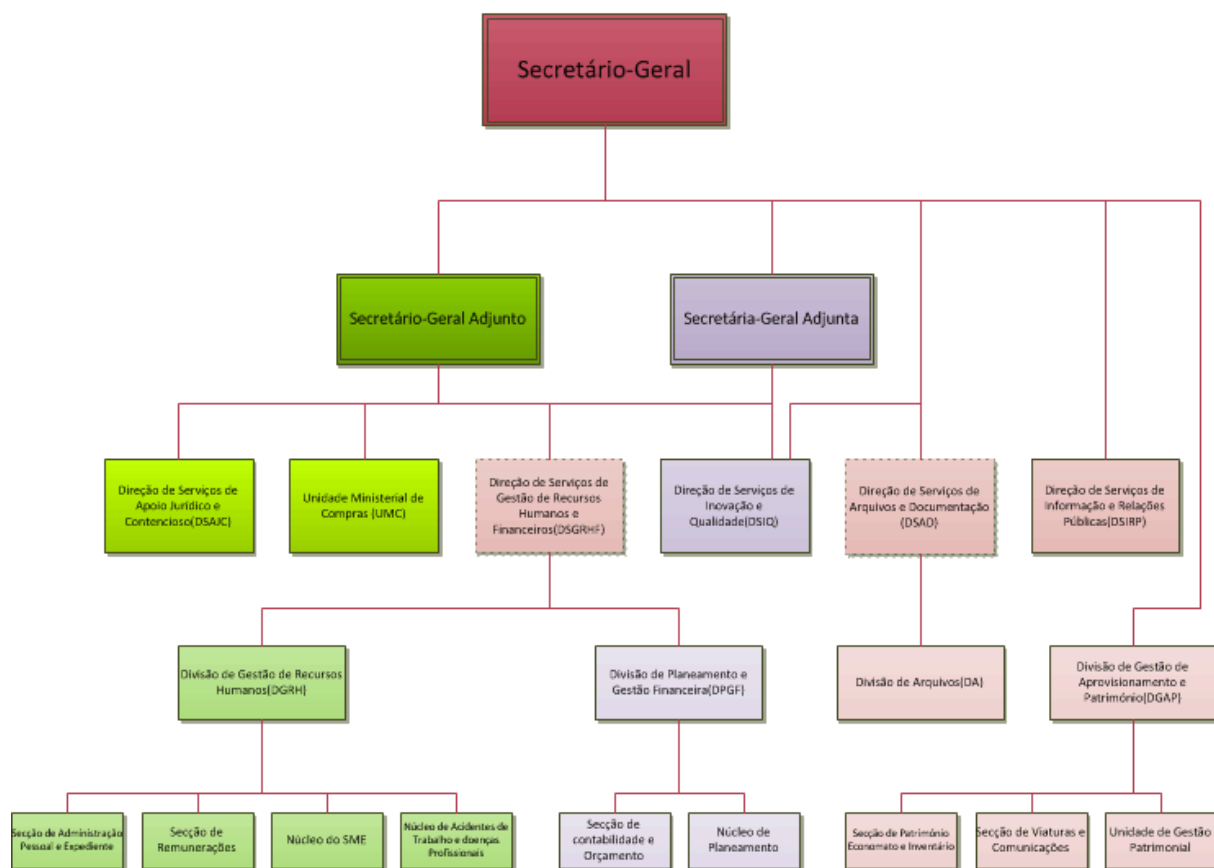 Secretário-Geral
Secretário-Geral Adjunto
Secretária-Geral Adjunta
Direção de Serviços de
Apoio Jurídico e
Contencioso(DSAJC)
Unidade Ministerial de
Compras (UMC)
Direção de Serviços de
Gestão de Recursos
Humanos e
Financeiros(DSGRHF)
Direção de Serviços de
Inovação e
Qualidade(DSIQ)
Direção de Serviços de
Arquivos e Documentação
(DSAD)
Direção de Serviços de
Informação e Relações
Públicas(DSIRP)
Divisão de Gestão de Recursos
Humanos(DGRH)
Divisão de Planeamento e
Gestão Financeira(DPGF)
Divisão de Arquivos(DA)
Divisão de Gestão de
Aprovisionamento e
Património(DGAP)
Secção de Administração
Pessoal e Expediente
Secção de
Remunerações
Núcleo do SME
Núcleo de Acidentes de
Trabalho e doenças
Profissionais
Secção de
contabilidade e
Orçamento
Núcleo de
Planeamento
Secção de Património
Economato e Inventário
Secção de Viaturas e
Comunicações
Unidade de Gestão
Patrimonial